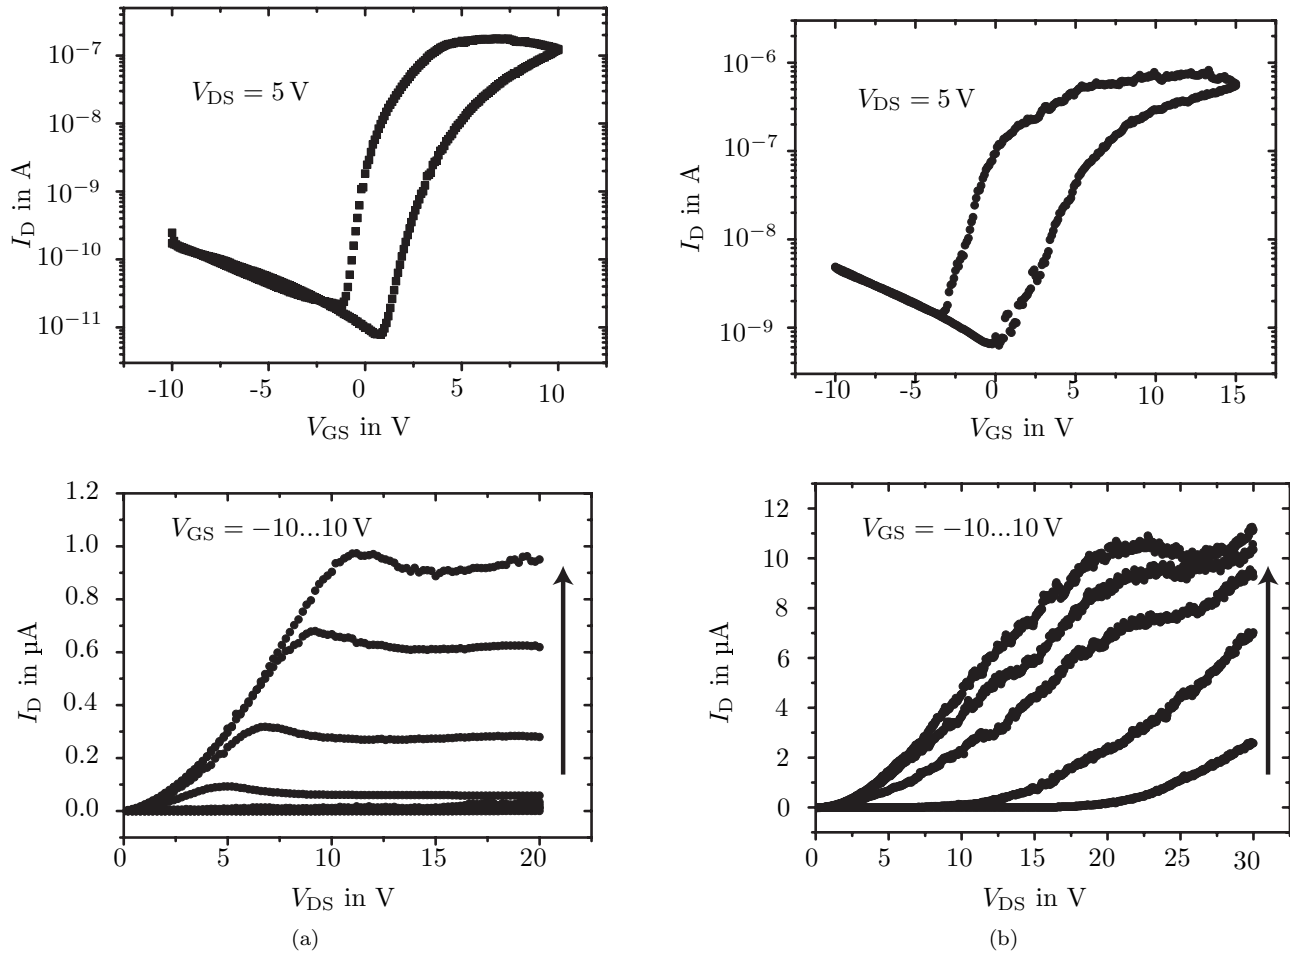 10⁻⁷
10⁻⁸
10⁻⁹
10⁻¹⁰
10⁻¹¹
I_D in A
V_DS = 5 V
-10 -5 0 5 10
V_GS in V
10⁻⁶
10⁻⁷
10⁻⁸
10⁻⁹
I_D in A
V_DS = 5 V
-10 -5 0 5 10 15
V_GS in V
1.2
1.0
0.8
0.6
0.4
0.2
0.0
I_D in µA
V_GS = −10...10 V
0 5 10 15 20
V_DS in V
(a)
12
10
8
6
4
2
0
I_D in µA
V_GS = −10...10 V
0 5 10 15 20 25 30
V_DS in V
(b)